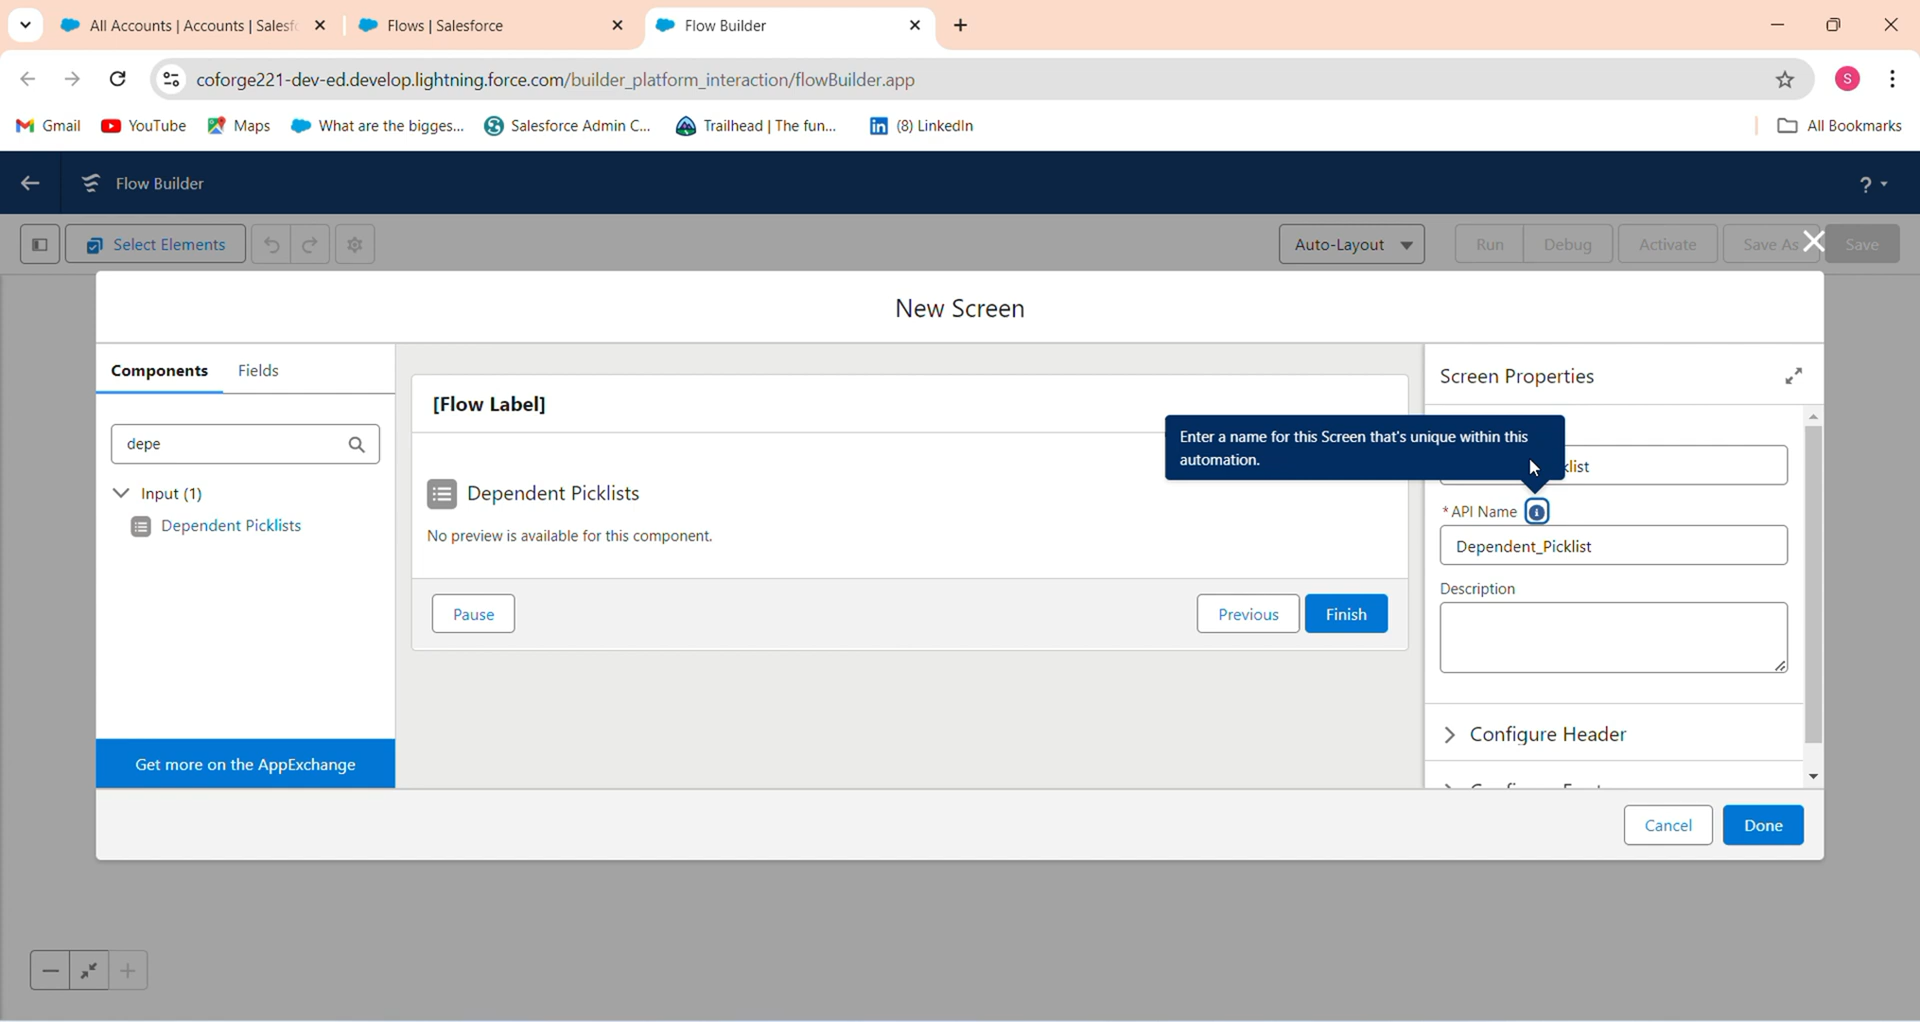 All Accounts | Accounts | Salesf
Flows | Salesforce
Flow Builder
coforge221-dev-ed.develop.lightning.force.com/builder_platform_interaction/flowBuilder.app
S
Gmail
YouTube
Maps
What are the bigges...
Salesforce Admin C...
Trailhead | The fun...
(8) LinkedIn
All Bookmarks
Flow Builder
?
Select Elements
Auto-Layout
Run
Debug
Activate
Save As
Save
New Screen
Components
Fields
depe
Input (1)
Dependent Picklists
Get more on the AppExchange
[Flow Label]
Dependent Picklists
No preview is available for this component.
Pause
Previous
Finish
Screen Properties
Enter a name for this Screen that's unique within this
automation.
klist
* API Name
Dependent_Picklist
Description
Configure Header
Cancel
Done